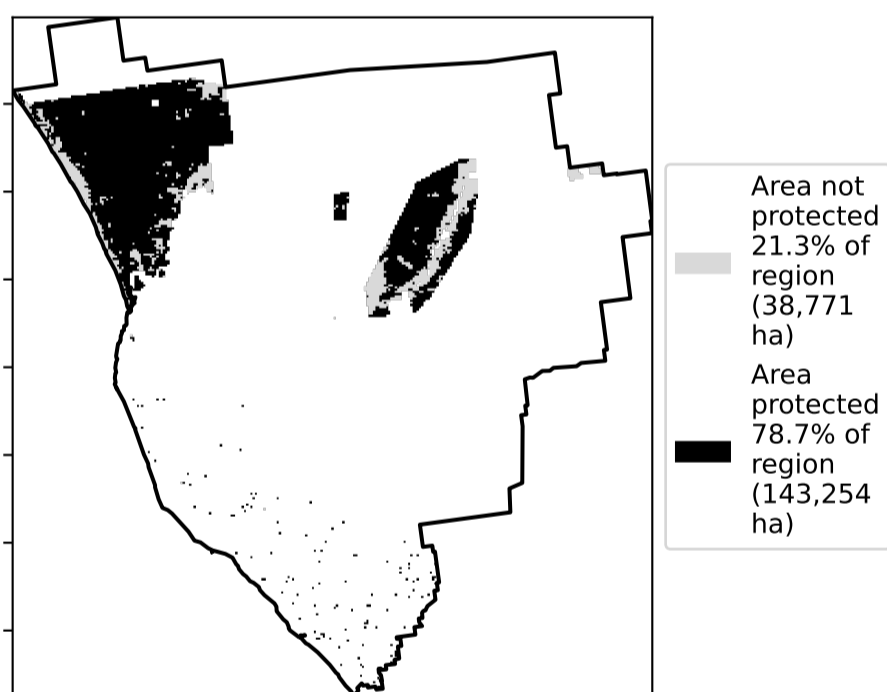 Area not
protected
21.3% of
region
(38,771
ha)
Area
protected
78.7% of
region
(143,254
ha)